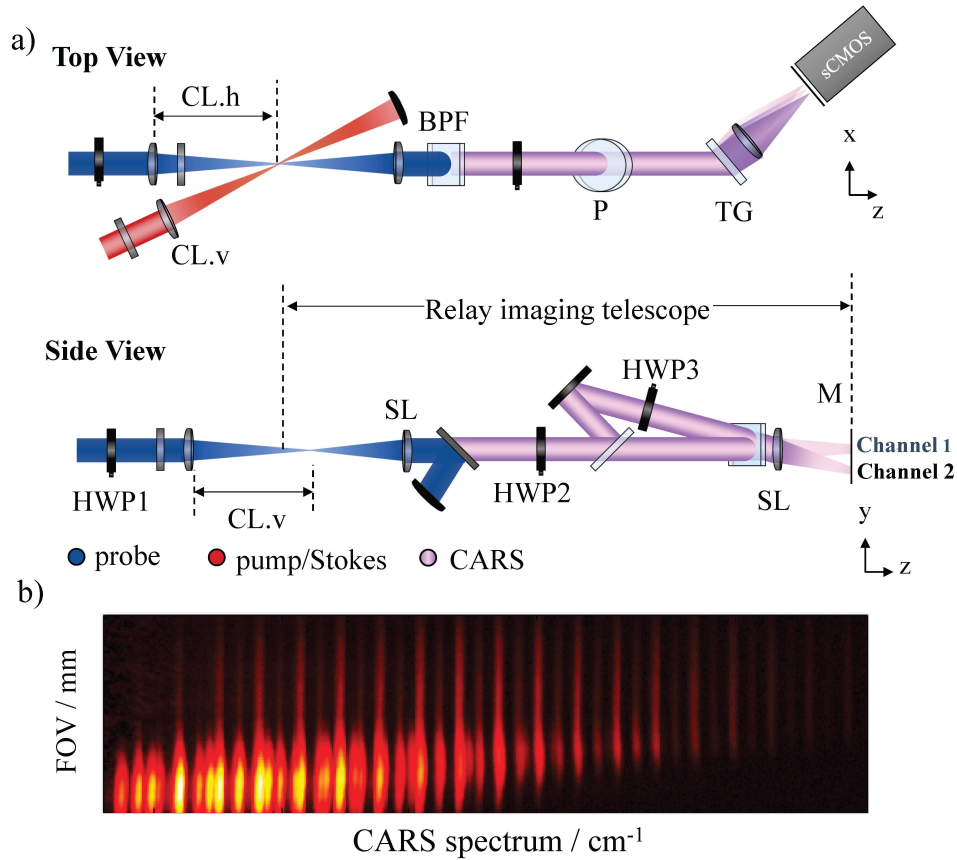 a)
Top View
CL.h
BPF
sCMOS
x
z
CL.v
P
TG
Relay imaging telescope
Side View
SL
HWP3
M
Channel 1
Channel 2
HWP1
HWP2
SL
CL.v
y
z
probe
pump/Stokes
CARS
b)
FOV / mm
CARS spectrum / cm⁻¹